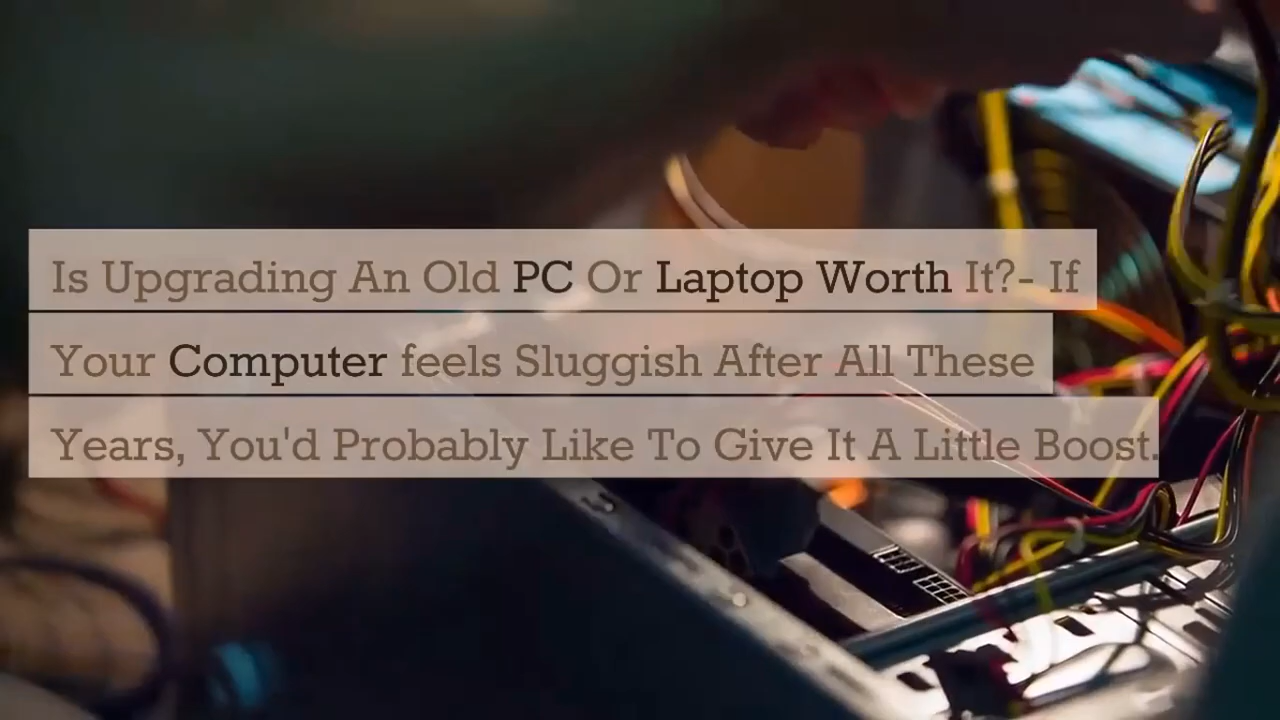 Is Upgrading An Old PC Or Laptop Worth It?- If
Your Computer feels Sluggish After All These
Years, You'd Probably Like To Give It A Little Boost.